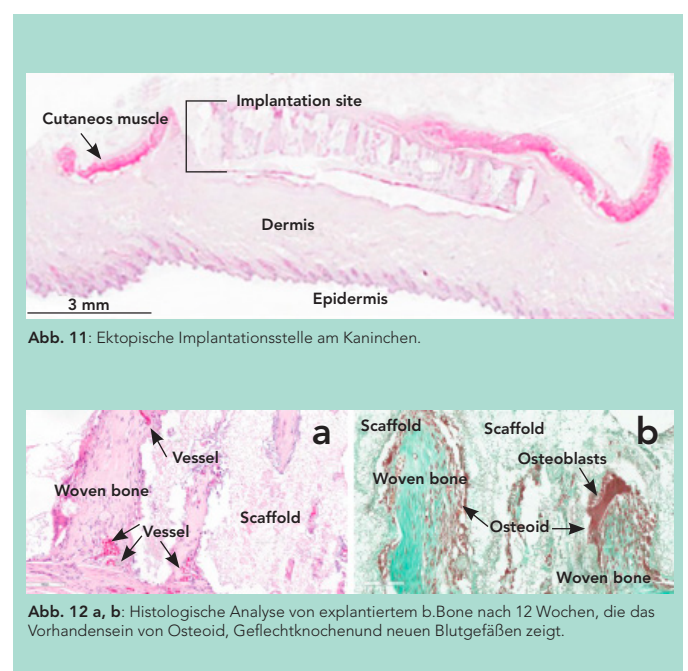 Implantation site
Cutaneos muscle
Dermis
3 mm
Epidermis
Abb. 11: Ektopische Implantationsstelle am Kaninchen.
a
Vessel
Woven bone
Scaffold
Vessel
b
Scaffold
Scaffold
Osteoblasts
Woven bone
Osteoid
Woven bone
Abb. 12 a, b: Histologische Analyse von explantiertem b.Bone nach 12 Wochen, die das
Vorhandensein von Osteoid, Geflechtknochenund neuen Blutgefäßen zeigt.